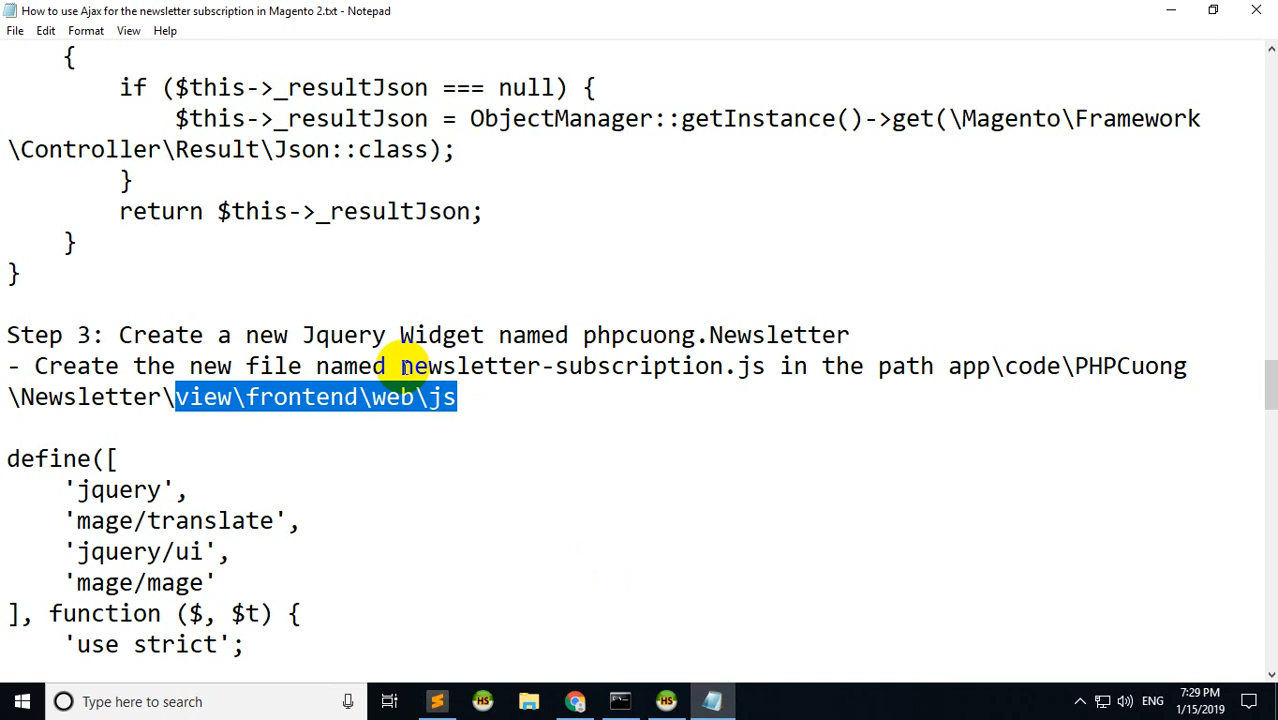 How to use Ajax for the newsletter subscription in Magento 2.txt - Notepad
File Edit Format View Help
{
if ($this->_resultJson === null) {
$this->_resultJson = ObjectManager::getInstance()->get(\Magento\Framework
\Controller\Result\Json::class);
}
return $this->_resultJson;
}
}
Step 3: Create a new Jquery Widget named phpcuong.Newsletter
- Create the new file named newsletter-subscription.js in the path app\code\PHPCuong
\Newsletter\view\frontend\web\js
define([
'jquery',
'mage/translate',
'jquery/ui',
'mage/mage'
], function ($, $t) {
'use strict';
Type here to search
HS
HS
ENG
7:29 PM
1/15/2019